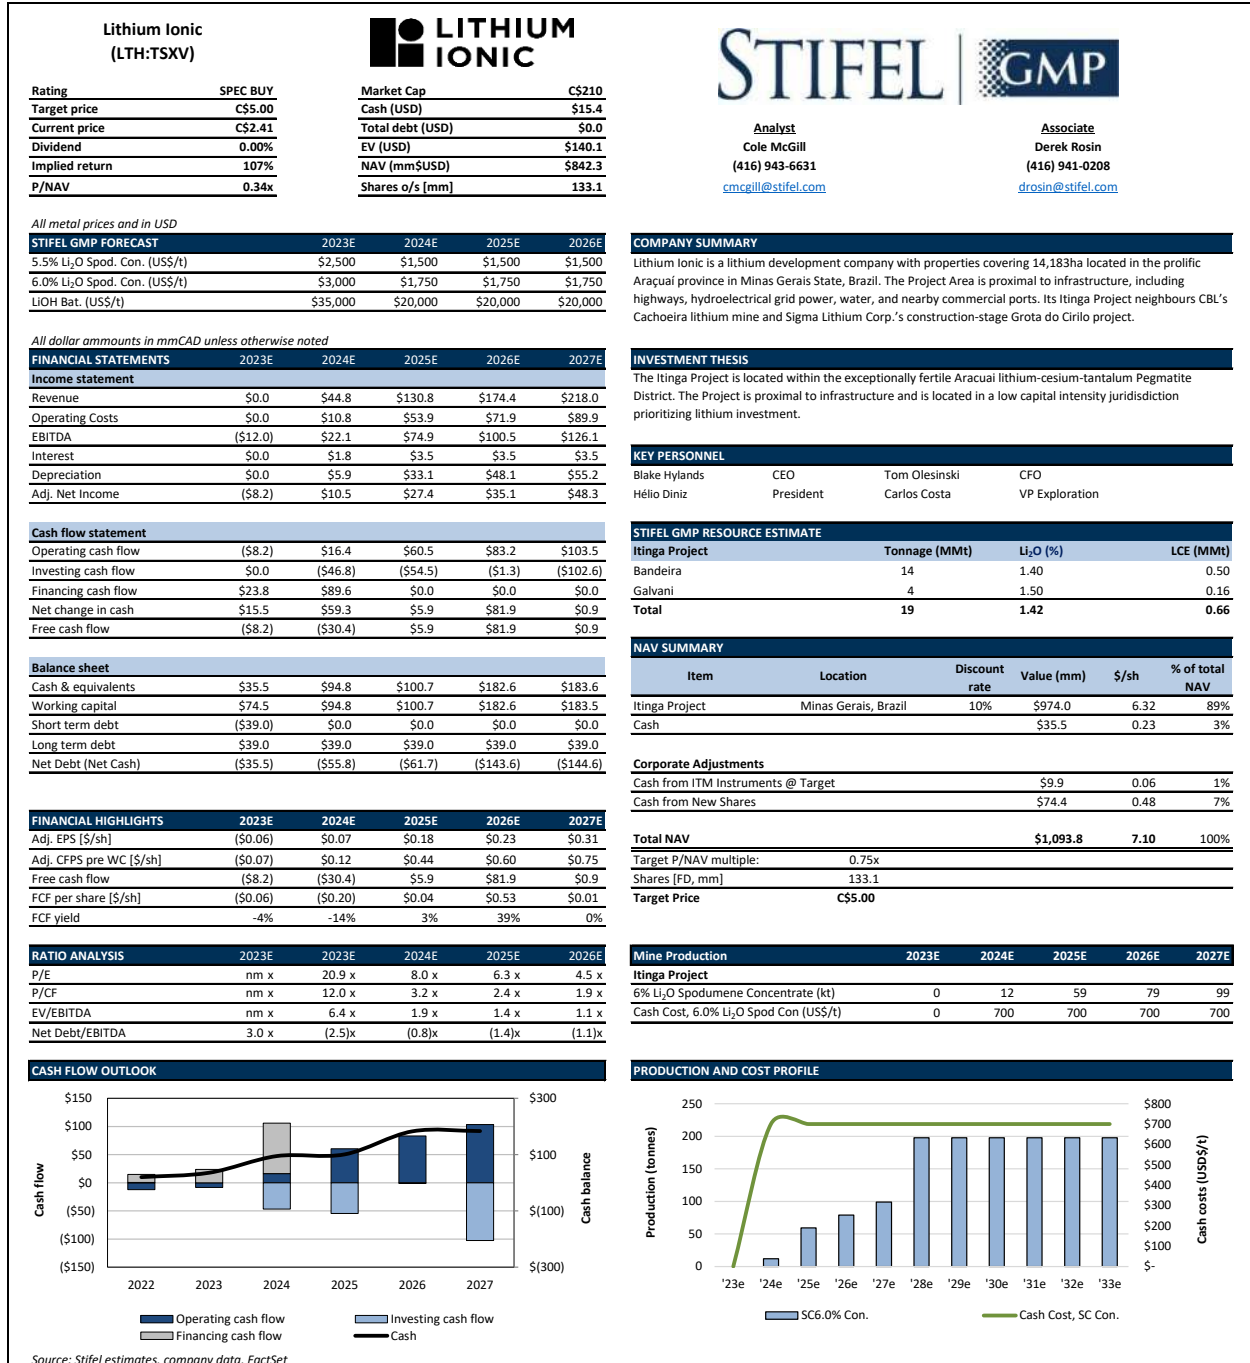 Lithium Ionic
(LTH:TSXV)
LITHIUM
IONIC
STIFEL | GMP
Rating SPEC BUY
Target price C$5.00
Current price C$2.41
Dividend 0.00%
Implied return 107%
P/NAV 0.34x
Market Cap C$210
Cash (USD) $15.4
Total debt (USD) $0.0
EV (USD) $140.1
NAV (mm$USD) $842.3
Shares o/s [mm] 133.1
Analyst
Cole McGill
(416) 943-6631
cmcgill@stifel.com
Associate
Derek Rosin
(416) 941-0208
drosin@stifel.com
All metal prices and in USD
STIFEL GMP FORECAST 2023E 2024E 2025E 2026E
5.5% Li₂O Spod. Con. (US$/t) $2,500 $1,500 $1,500 $1,500
6.0% Li₂O Spod. Con. (US$/t) $3,000 $1,750 $1,750 $1,750
LiOH Bat. (US$/t) $35,000 $20,000 $20,000 $20,000
All dollar ammounts in mmCAD unless otherwise noted
FINANCIAL STATEMENTS 2023E 2024E 2025E 2026E 2027E
Income statement
Revenue $0.0 $44.8 $130.8 $174.4 $218.0
Operating Costs $0.0 $10.8 $53.9 $71.9 $89.9
EBITDA ($12.0) $22.1 $74.9 $100.5 $126.1
Interest $0.0 $1.8 $3.5 $3.5 $3.5
Depreciation $0.0 $5.9 $33.1 $48.1 $55.2
Adj. Net Income ($8.2) $10.5 $27.4 $35.1 $48.3
Cash flow statement
Operating cash flow ($8.2) $16.4 $60.5 $83.2 $103.5
Investing cash flow $0.0 ($46.8) ($54.5) ($1.3) ($102.6)
Financing cash flow $23.8 $89.6 $0.0 $0.0 $0.0
Net change in cash $15.5 $59.3 $5.9 $81.9 $0.9
Free cash flow ($8.2) ($30.4) $5.9 $81.9 $0.9
Balance sheet
Cash & equivalents $35.5 $94.8 $100.7 $182.6 $183.6
Working capital $74.5 $94.8 $100.7 $182.6 $183.5
Short term debt ($39.0) $0.0 $0.0 $0.0 $0.0
Long term debt $39.0 $39.0 $39.0 $39.0 $39.0
Net Debt (Net Cash) ($35.5) ($55.8) ($61.7) ($143.6) ($144.6)
FINANCIAL HIGHLIGHTS 2023E 2024E 2025E 2026E 2027E
Adj. EPS [$/sh] ($0.06) $0.07 $0.18 $0.23 $0.31
Adj. CFPS pre WC [$/sh] ($0.07) $0.12 $0.44 $0.60 $0.75
Free cash flow ($8.2) ($30.4) $5.9 $81.9 $0.9
FCF per share [$/sh] ($0.06) ($0.20) $0.04 $0.53 $0.01
FCF yield -4% -14% 3% 39% 0%
RATIO ANALYSIS 2023E 2023E 2024E 2025E 2026E
P/E nm x 20.9 x 8.0 x 6.3 x 4.5 x
P/CF nm x 12.0 x 3.2 x 2.4 x 1.9 x
EV/EBITDA nm x 6.4 x 1.9 x 1.4 x 1.1 x
Net Debt/EBITDA 3.0 x (2.5)x (0.8)x (1.4)x (1.1)x
COMPANY SUMMARY
Lithium Ionic is a lithium development company with properties covering 14,183ha located in the prolific
Araçuaí province in Minas Gerais State, Brazil. The Project Area is proximal to infrastructure, including
highways, hydroelectrical grid power, water, and nearby commercial ports. Its Itinga Project neighbours CBL's
Cachoeira lithium mine and Sigma Lithium Corp.'s construction-stage Grota do Cirilo project.
INVESTMENT THESIS
The Itinga Project is located within the exceptionally fertile Aracuai lithium-cesium-tantalum Pegmatite
District. The Project is proximal to infrastructure and is located in a low capital intensity juridisdiction
prioritizing lithium investment.
KEY PERSONNEL
Blake Hylands CEO Tom Olesinski CFO
Hélio Diniz President Carlos Costa VP Exploration
STIFEL GMP RESOURCE ESTIMATE
Itinga Project Tonnage (MMt) Li₂O (%) LCE (MMt)
Bandeira 14 1.40 0.50
Galvani 4 1.50 0.16
Total 19 1.42 0.66
NAV SUMMARY
Item Location Discount rate Value (mm) $/sh % of total NAV
Itinga Project Minas Gerais, Brazil 10% $974.0 6.32 89%
Cash $35.5 0.23 3%
Corporate Adjustments
Cash from ITM Instruments @ Target $9.9 0.06 1%
Cash from New Shares $74.4 0.48 7%
Total NAV $1,093.8 7.10 100%
Target P/NAV multiple: 0.75x
Shares [FD, mm] 133.1
Target Price C$5.00
Mine Production 2023E 2024E 2025E 2026E 2027E
Itinga Project
6% Li₂O Spodumene Concentrate (kt) 0 12 59 79 99
Cash Cost, 6.0% Li₂O Spod Con (US$/t) 0 700 700 700 700
CASH FLOW OUTLOOK
Cash flow
$150
$100
$50
$0
($50)
($100)
($150)
$300
$100
$(100)
$(300)
Cash balance
2022 2023 2024 2025 2026 2027
Operating cash flow Investing cash flow
Financing cash flow Cash
PRODUCTION AND COST PROFILE
Production (tonnes)
250
200
150
100
50
0
$800
$700
$600
$500
$400
$300
$200
$100
$-
Cash costs (USD$/t)
'23e '24e '25e '26e '27e '28e '29e '30e '31e '32e '33e
SC6.0% Con. Cash Cost, SC Con.
Source: Stifel estimates, company data, FactSet